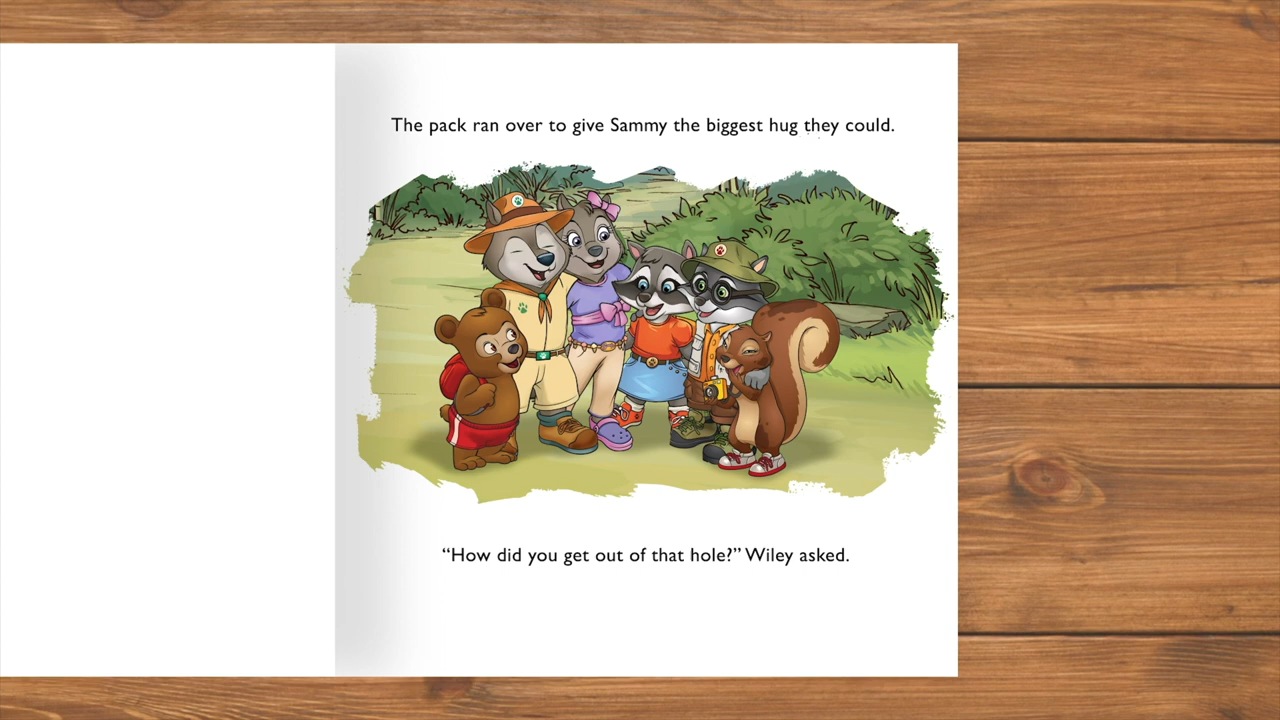 The pack ran over to give Sammy the biggest hug they could.
“How did you get out of that hole?” Wiley asked.